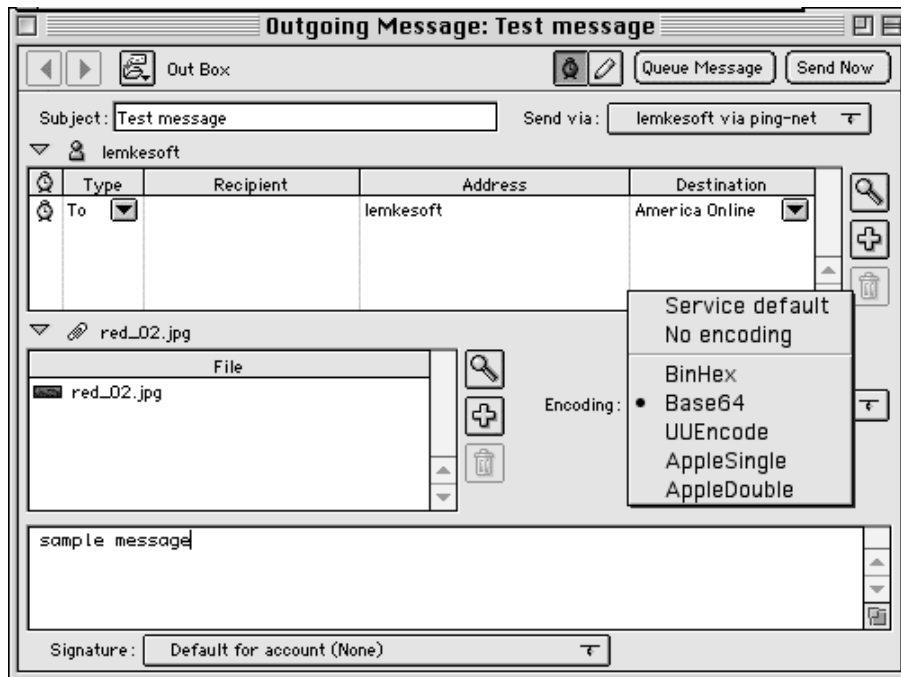 Outgoing Message: Test message
Out Box
Queue Message
Send Now
Subject: Test message
Send via: lemkesoft via ping-net
lemkesoft
Type Recipient Address Destination
To lemkesoft America Online
red_02.jpg
File
red_02.jpg
Encoding:
Service default
No encoding
BinHex
Base64
UUEncode
AppleSingle
AppleDouble
sample message
Signature: Default for account (None)